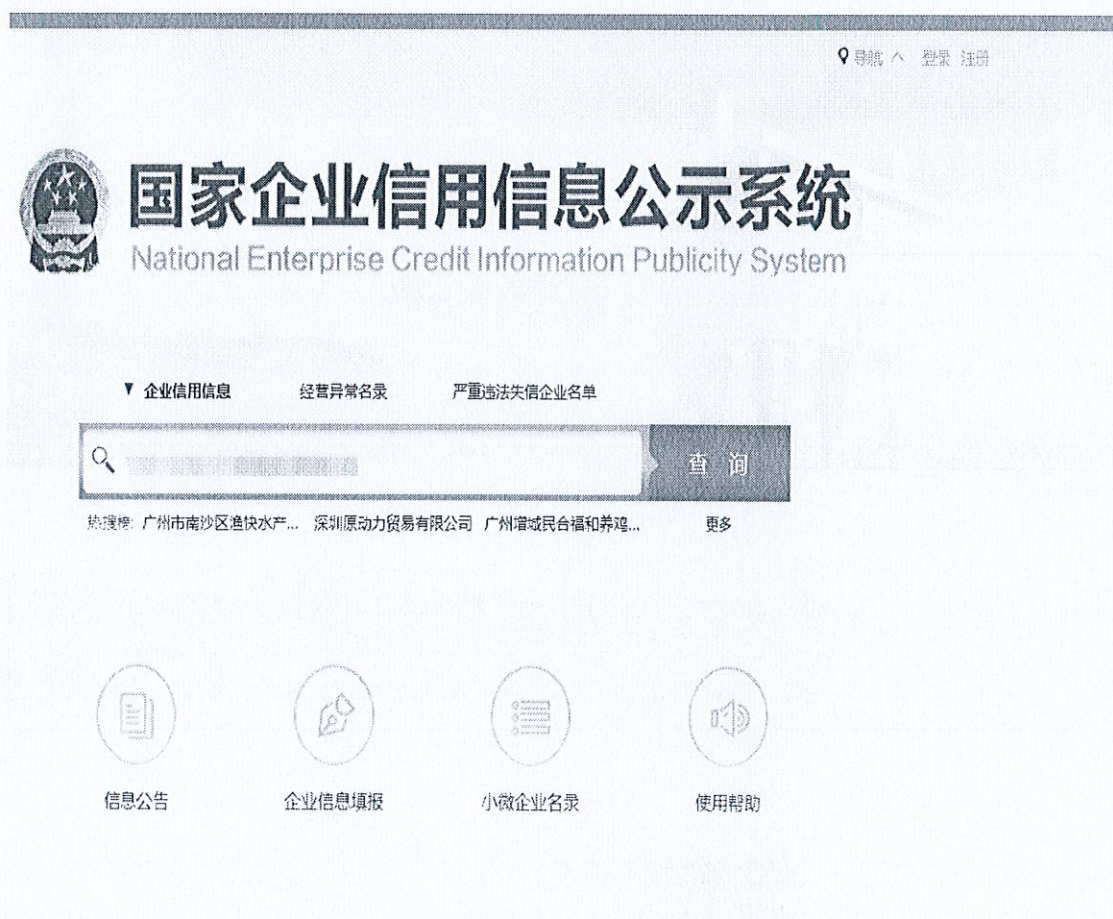 导航 登录 注册
国家企业信用信息公示系统
National Enterprise Credit Information Publicity System
企业信用信息 经营异常名录 严重违法失信企业名单
查询
热搜榜: 广州市南沙区渔快水产... 深圳原动力贸易有限公司 广州增城民合福和养鸡... 更多
信息公告 企业信息填报 小微企业名录 使用帮助